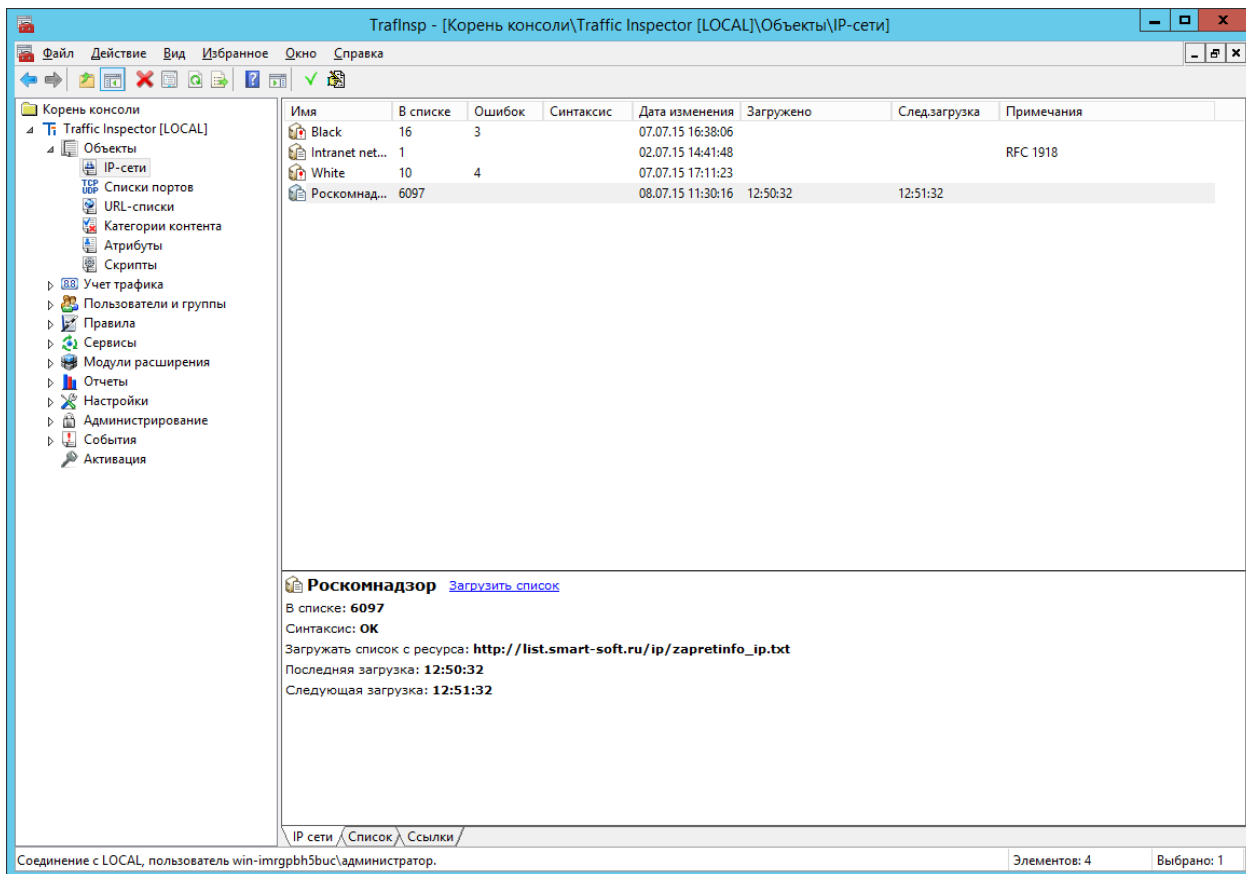 TrafInsp - [Корень консоли\Traffic Inspector [LOCAL]\Объекты\IP-сети]
Файл Действие Вид Избранное Окно Справка
Корень консоли
Traffic Inspector [LOCAL]
Объекты
IP-сети
TCP UDP Списки портов
URL-списки
Категории контента
Атрибуты
Скрипты
88 Учет трафика
Пользователи и группы
Правила
Сервисы
Модули расширения
Отчеты
Настройки
Администрирование
События
Активация
Имя В списке Ошибок Синтаксис Дата изменения Загружено След.загрузка Примечания
Black 16 3 07.07.15 16:38:06
Intranet net... 1 02.07.15 14:41:48 RFC 1918
White 10 4 07.07.15 17:11:23
Роскомнад... 6097 08.07.15 11:30:16 12:50:32 12:51:32
Роскомнадзор Загрузить список
В списке: 6097
Синтаксис: OK
Загружать список с ресурса: http://list.smart-soft.ru/ip/zapretinfo_ip.txt
Последняя загрузка: 12:50:32
Следующая загрузка: 12:51:32
IP сети Список Ссылки
Соединение с LOCAL, пользователь win-imrgpbh5buc\администратор. Элементов: 4 Выбрано: 1